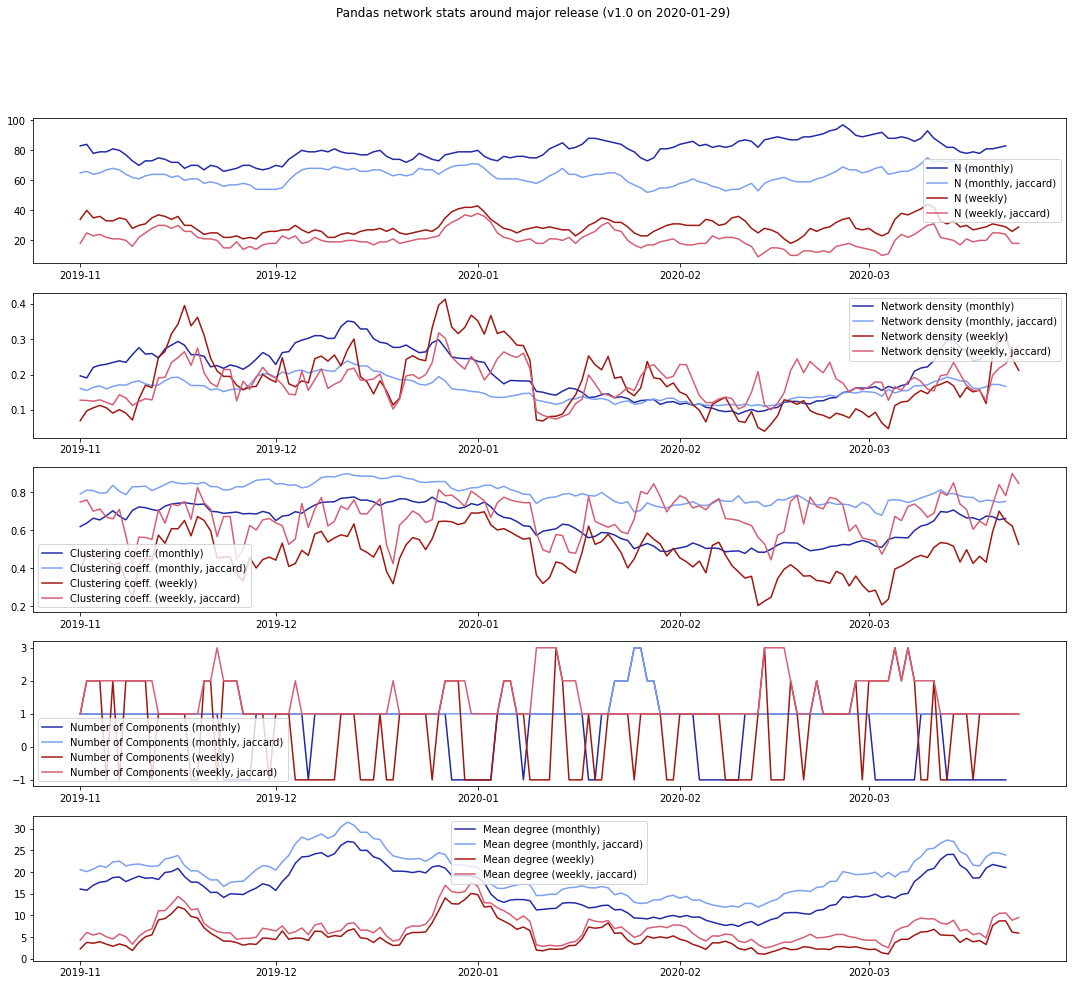 Pandas network stats around major release (v1.0 on 2020-01-29)
100
80
60
40
20
N (monthly)
N (monthly, jaccard)
N (weekly)
N (weekly, jaccard)
2019-11 2019-12 2020-01 2020-02 2020-03
0.4
0.3
0.2
0.1
Network density (monthly)
Network density (monthly, jaccard)
Network density (weekly)
Network density (weekly, jaccard)
2019-11 2019-12 2020-01 2020-02 2020-03
0.8
0.6
0.4
0.2
Clustering coeff. (monthly)
Clustering coeff. (monthly, jaccard)
Clustering coeff. (weekly)
Clustering coeff. (weekly, jaccard)
2019-11 2019-12 2020-01 2020-02 2020-03
3
2
1
0
−1
Number of Components (monthly)
Number of Components (monthly, jaccard)
Number of Components (weekly)
Number of Components (weekly, jaccard)
2019-11 2019-12 2020-01 2020-02 2020-03
30
25
20
15
10
5
0
Mean degree (monthly)
Mean degree (monthly, jaccard)
Mean degree (weekly)
Mean degree (weekly, jaccard)
2019-11 2019-12 2020-01 2020-02 2020-03